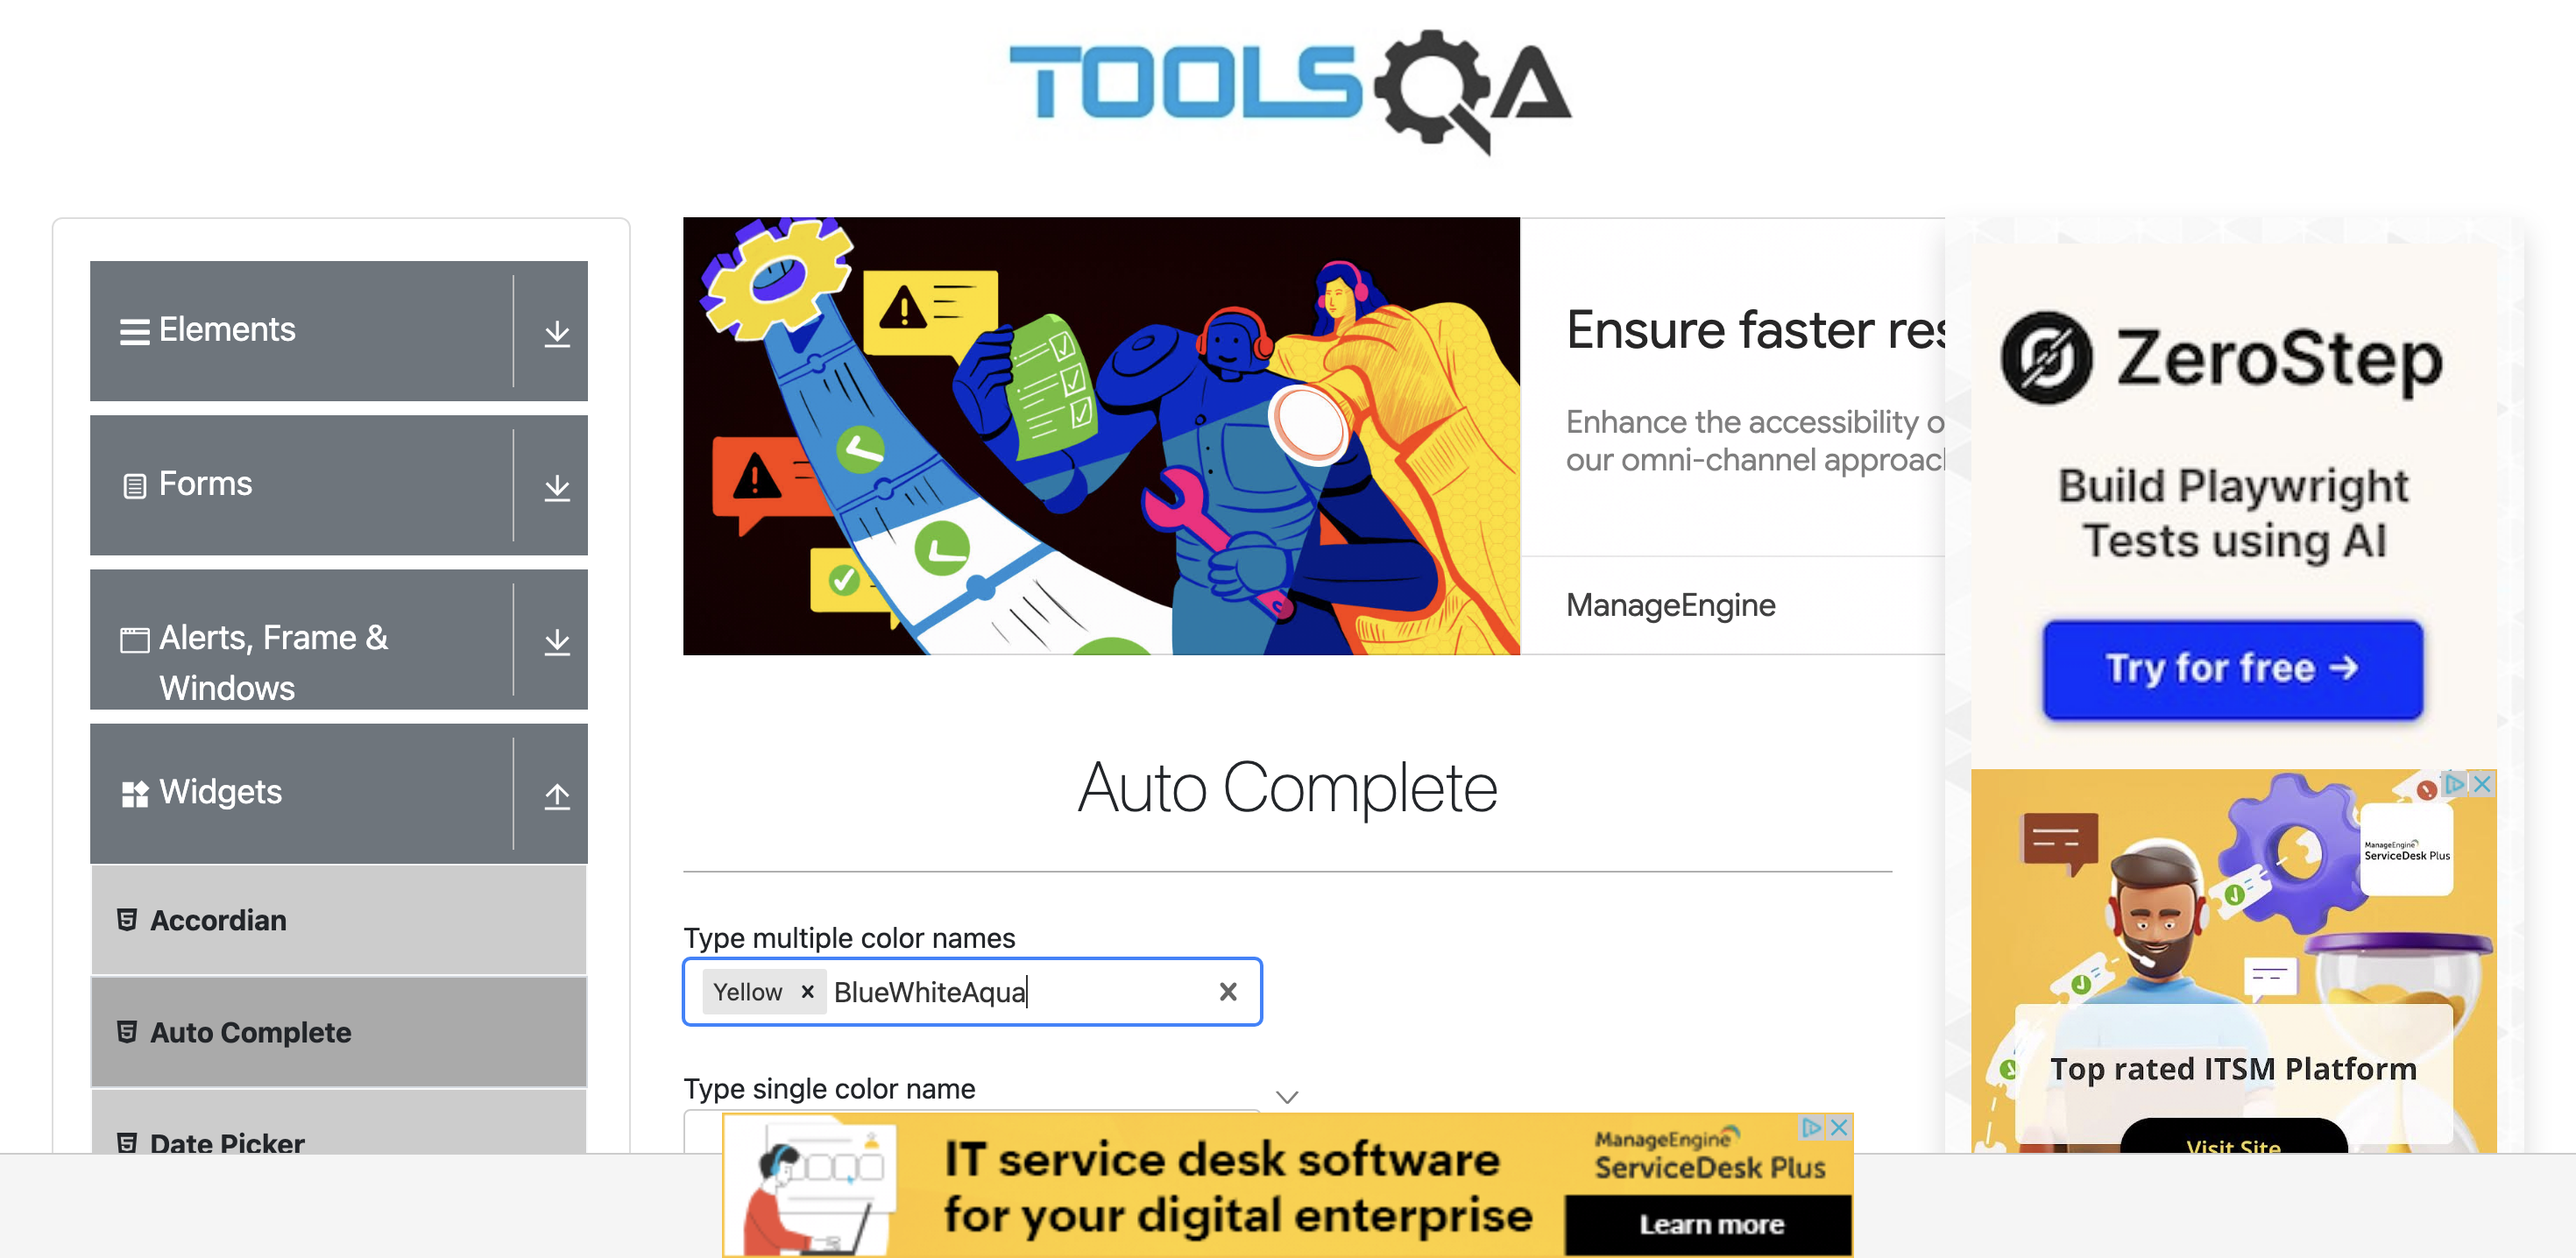 TOOLSQA
Elements
Forms
Alerts, Frame &
Windows
Widgets
Accordian
Auto Complete
Date Picker
Ensure faster res
Enhance the accessibility o
our omni-channel approach
ManageEngine
Auto Complete
Type multiple color names
Yellow × BlueWhiteAqua
Type single color name
ZeroStep
Build Playwright
Tests using AI
Try for free →
ManageEngine
ServiceDesk Plus
Top rated ITSM Platform
Visit Site
IT service desk software
for your digital enterprise
ManageEngine
ServiceDesk Plus
Learn more